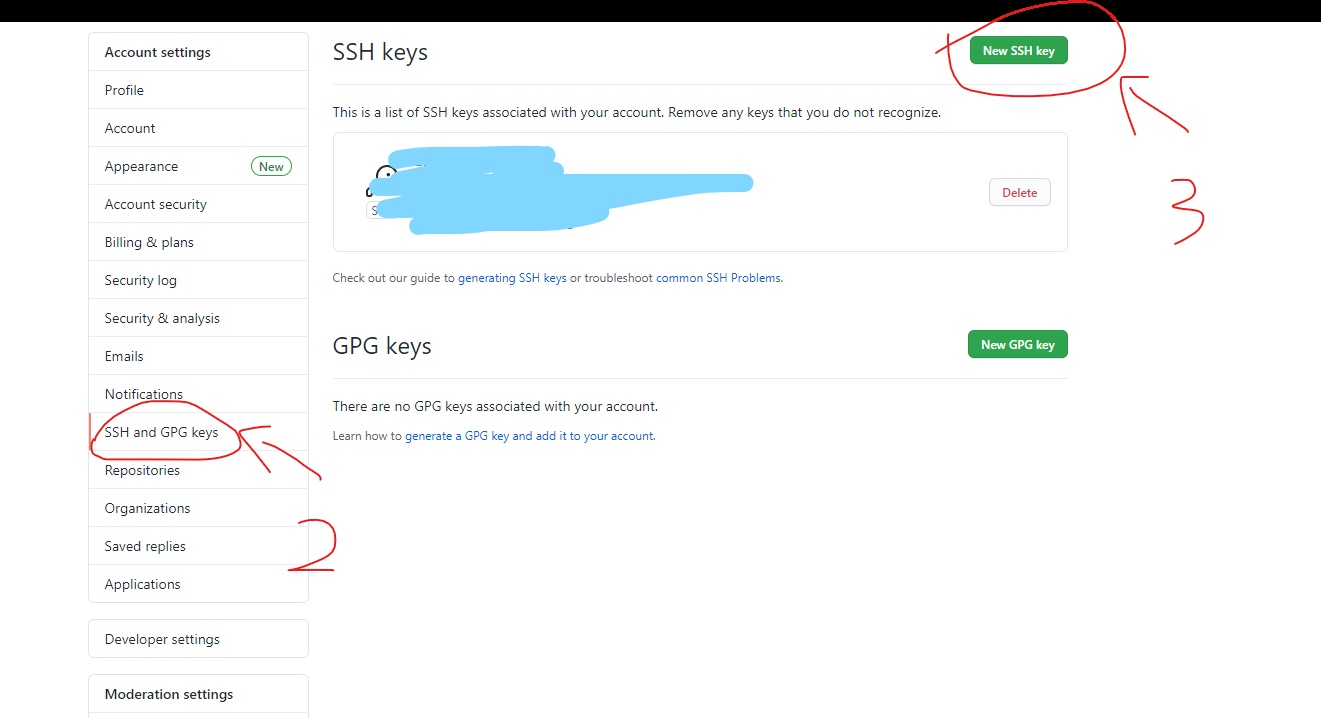 Account settings
Profile
Account
Appearance New
Account security
Billing & plans
Security log
Security & analysis
Emails
Notifications
SSH and GPG keys
Repositories
Organizations
Saved replies
Applications
Developer settings
Moderation settings
2
SSH keys
New SSH key
This is a list of SSH keys associated with your account. Remove any keys that you do not recognize.
Delete
Check out our guide to generating SSH keys or troubleshoot common SSH Problems.
GPG keys
New GPG key
There are no GPG keys associated with your account.
Learn how to generate a GPG key and add it to your account.
3